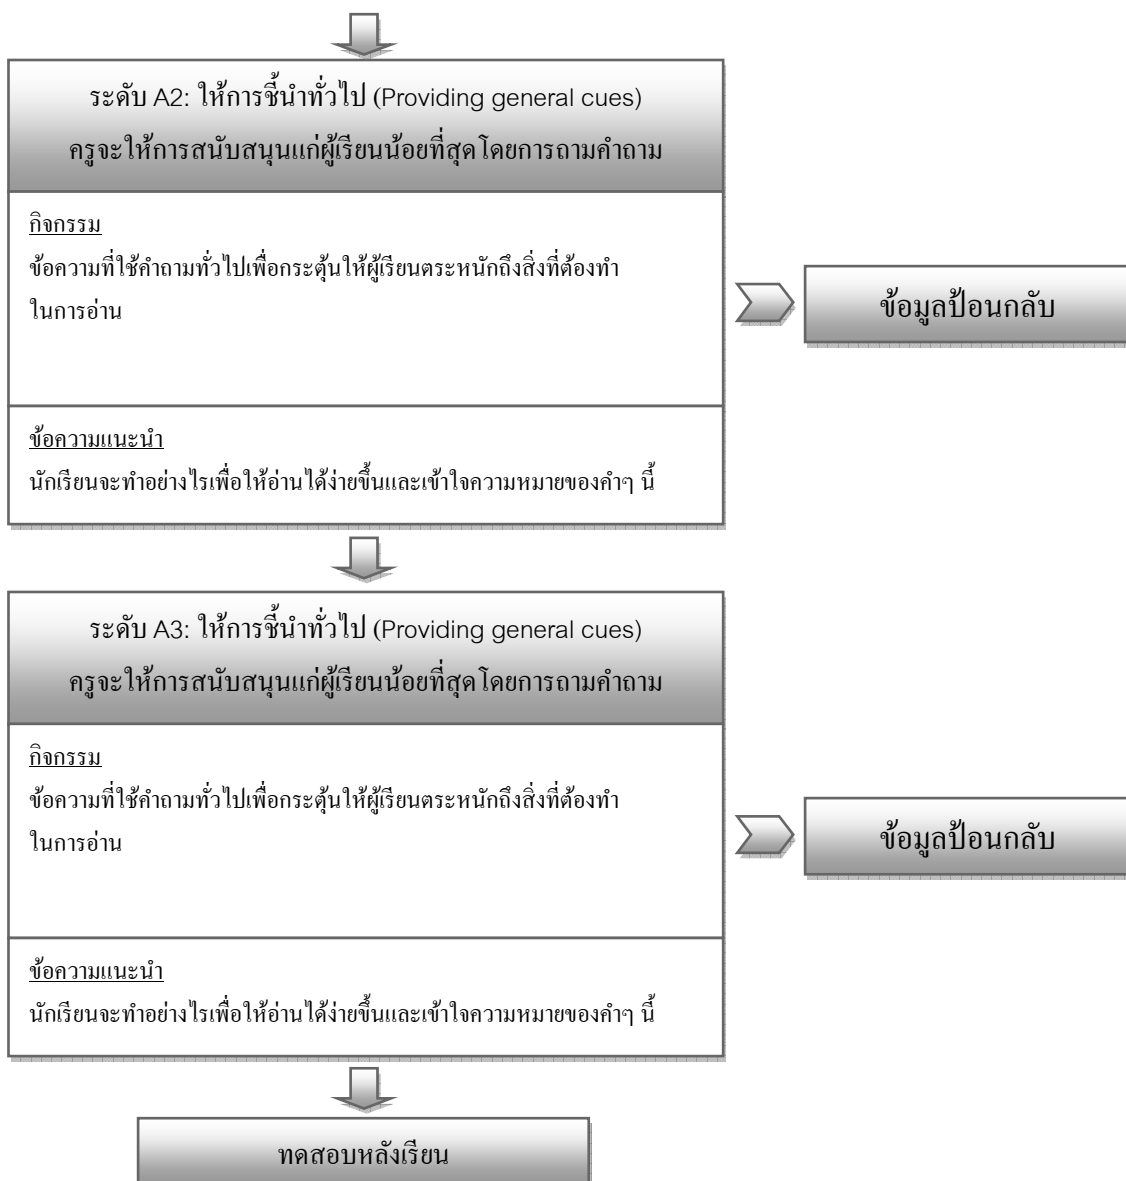 ระดับ A2: ให้การชี้นำทั่วไป (Providing general cues)
ครูจะให้การสนับสนุนแก่ผู้เรียนน้อยที่สุดโดยการถามคำถาม
กิจกรรม
ข้อความที่ใช้คำถามทั่วไปเพื่อกระตุ้นให้ผู้เรียนตระหนักถึงสิ่งที่ต้องทำ
ในการอ่าน
ข้อมูลป้อนกลับ
ข้อความแนะนำ
นักเรียนจะทำอย่างไรเพื่อให้อ่านได้ง่ายขึ้นและเข้าใจความหมายของคำๆ นี้
ระดับ A3: ให้การชี้นำทั่วไป (Providing general cues)
ครูจะให้การสนับสนุนแก่ผู้เรียนน้อยที่สุดโดยการถามคำถาม
กิจกรรม
ข้อความที่ใช้คำถามทั่วไปเพื่อกระตุ้นให้ผู้เรียนตระหนักถึงสิ่งที่ต้องทำ
ในการอ่าน
ข้อมูลป้อนกลับ
ข้อความแนะนำ
นักเรียนจะทำอย่างไรเพื่อให้อ่านได้ง่ายขึ้นและเข้าใจความหมายของคำๆ นี้
ทดสอบหลังเรียน